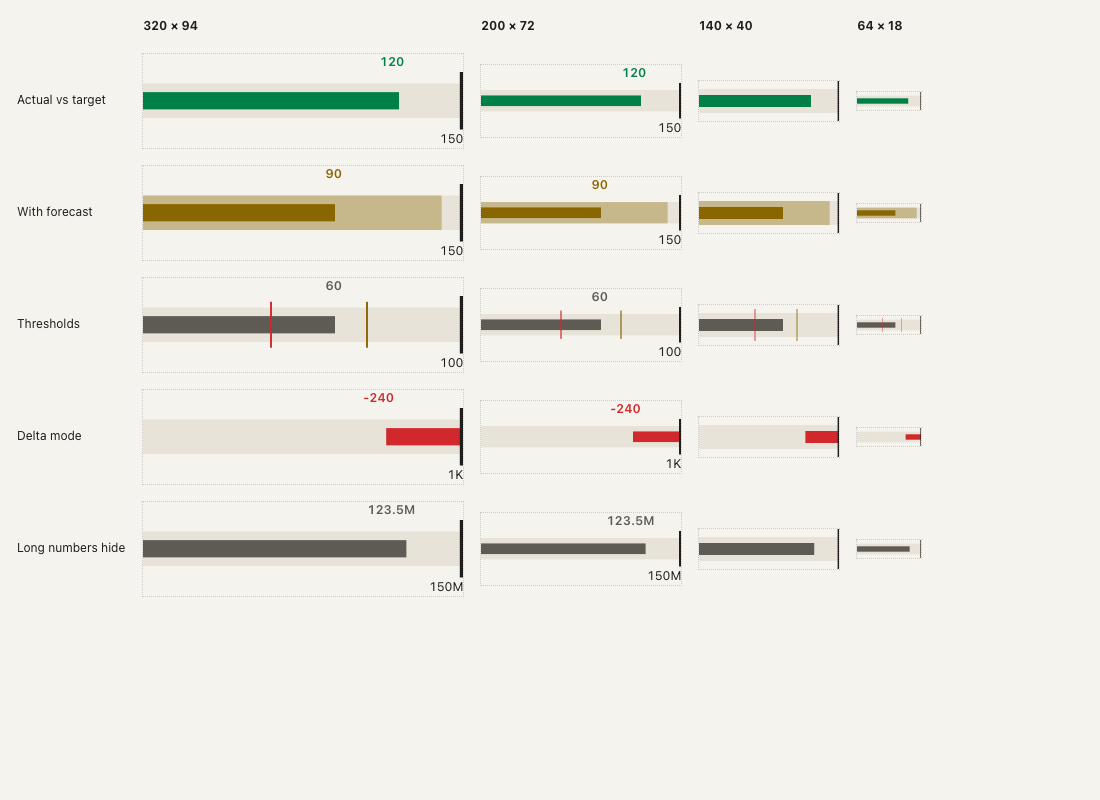 320 × 94
200 × 72
140 × 40
64 × 18
Actual vs target
120
150
120
150
With forecast
90
150
90
150
Thresholds
60
100
60
100
Delta mode
-240
1K
-240
1K
Long numbers hide
123.5M
150M
123.5M
150M